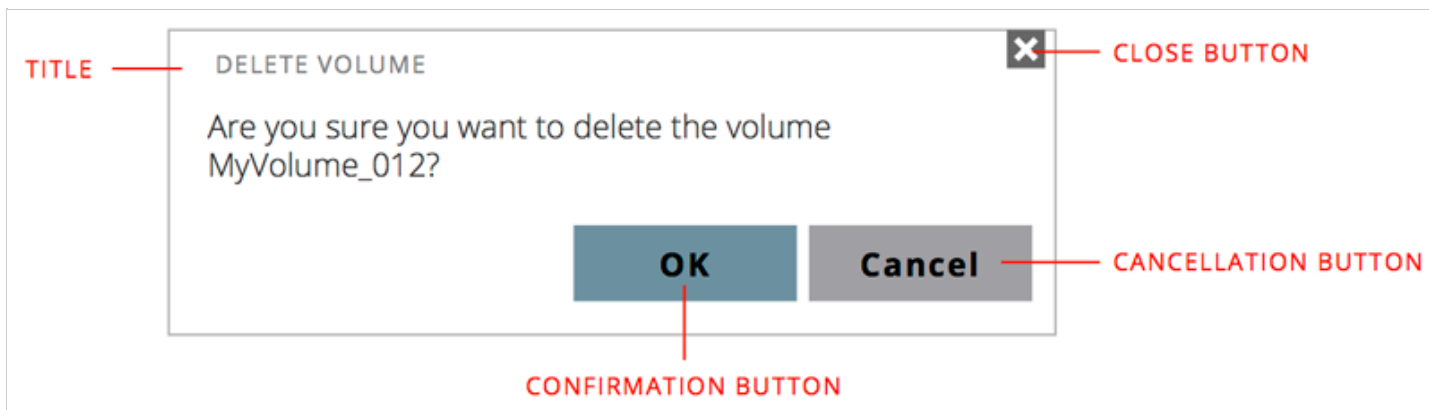 TITLE
DELETE VOLUME
CLOSE BUTTON
Are you sure you want to delete the volume
MyVolume_012?
OK
Cancel
CANCELLATION BUTTON
CONFIRMATION BUTTON